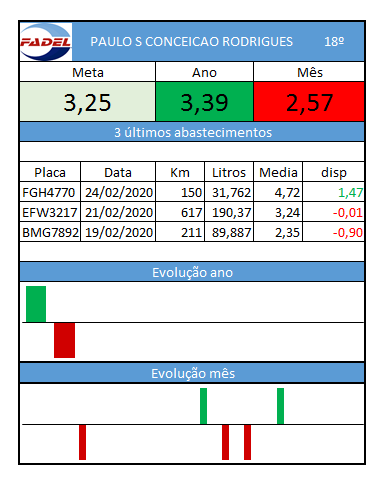 FADEL PAULO S CONCEICAO RODRIGUES 18º
Meta Ano Mês
3,25 3,39 2,57
3 últimos abastecimentos
Placa Data Km Litros Media disp
FGH4770 24/02/2020 150 31,762 4,72 1,47
EFW3217 21/02/2020 617 190,37 3,24 -0,01
BMG7892 19/02/2020 211 89,887 2,35 -0,90
Evolução ano
Evolução mês